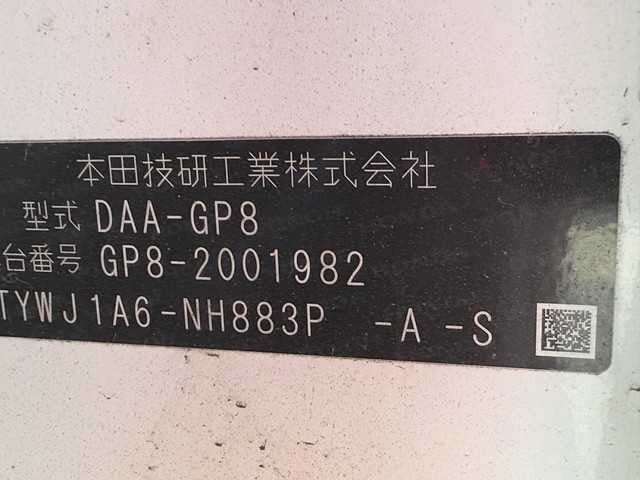 本田技研工業株式会社
型式 DAA-GP8
台番号 GP8-2001982
TYWJ1A6-NH883P -A -S